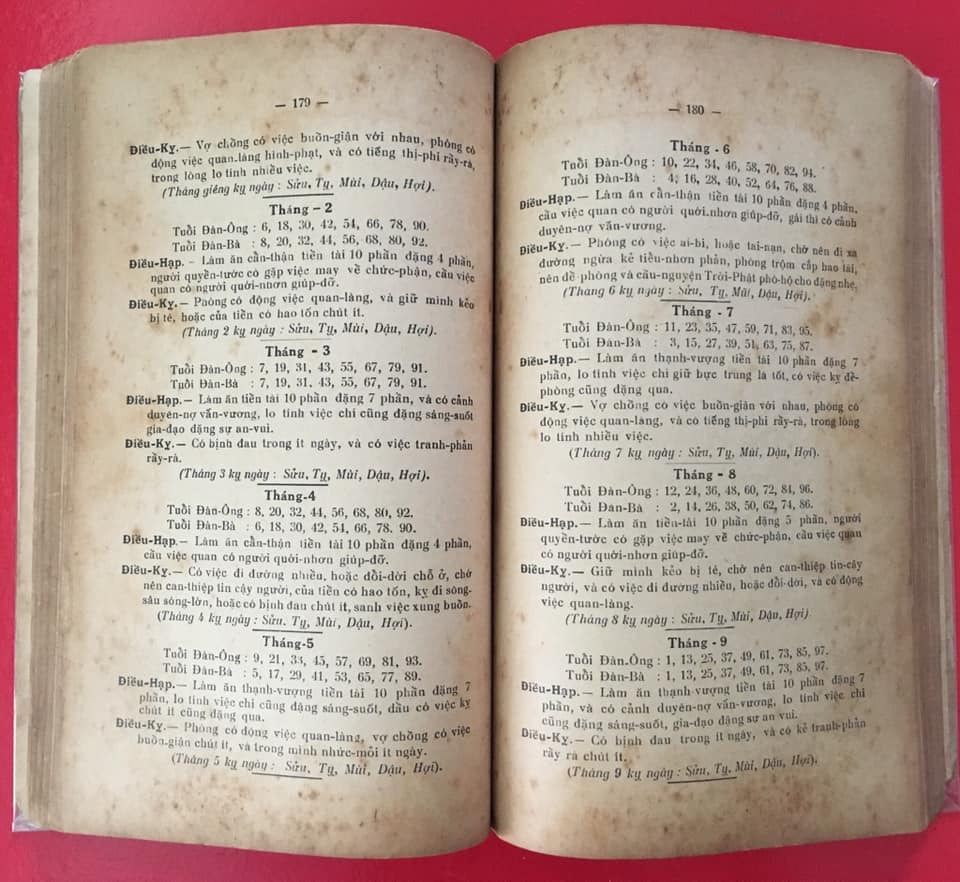 — 179 —
Điều-Kỵ.— Vợ chồng có việc buồn-giận với nhau, phòng có
động việc quan-làng hình-phạt, và có tiếng thị-phi rầy-rà,
trong lòng lo tính nhiều việc.
(Tháng giêng kỵ ngày : Sửu, Tỵ, Mùi, Dậu, Hợi).
Tháng - 2
Tuổi Đàn-Ông : 6, 18, 30, 42, 54, 66, 78, 90.
Tuổi Đàn-Bà : 8, 20, 32, 44, 56, 68, 80, 92.
Điều-Hạp. - Làm ăn cần-thận tiền tài 10 phần đặng 4 phần,
người quyền-tước có gặp việc may về chức-phận, cầu việc
quan có người quới-nhơn giúp-đỡ.
Điều-Kỵ.— Phòng có động việc quan-làng, và giữ mình kẻo
bị té, hoặc của tiền có hao tốn chút ít.
(Tháng 2 kỵ ngày : Sửu, Tỵ, Mùi, Dậu, Hợi).
Tháng - 3
Tuổi Đàn-Ông : 7, 19, 31, 43, 55, 67, 79, 91.
Tuổi Đàn-Bà : 7, 19, 31. 43, 55, 67, 79, 91.
Điều-Hạp.— Làm ăn tiền tài 10 phần đặng 7 phần, và có cảnh
duyên-nợ vấn-vương, lo tính việc chi cũng đặng sáng-suốt
gia-đạo đặng sự an-vui.
Điều-Kỵ.— Có bịnh đau trong ít ngày, và có việc tranh-phản
rầy-rà.
(Tháng 3 kỵ ngày : Sửu, Tỵ, Mùi, Dậu, Hợi).
Tháng-4
Tuổi Đàn-Ông : 8, 20, 32, 44, 56, 68, 80, 92.
Tuổi Đàn-Bà : 6, 18, 30, 42, 54, 66, 78, 90.
Điều-Hạp.— Làm ăn cần-thận tiền-tài 10 phần đặng 4 phần,
cầu việc quan có người quới-nhơn giúp-đỡ.
Điều-Kỵ.— Có việc đi đường nhiều, hoặc đồi-dời chỗ ở, chớ
nên can-thiệp tin cậy người, của tiền có hao tốn, kỵ đi sông-
sâu sóng-lớn, hoặc có bịnh đau chút ít, sanh việc xung buồn.
(Tháng 4 kỵ ngày : Sửu. Tỵ, Mùi, Dậu, Hợi).
Tháng-5
Tuổi Đàn-Ông : 9, 21, 33, 45, 57, 69, 81, 93.
Tuổi Đàn-Bà : 5, 17, 29, 41, 53, 65, 77, 89.
Điều-Hạp.— Làm ăn thạnh-vượng tiền tài 10 phần đặng 7
phần, lo tính việc chi cũng đặng sáng-suốt, dầu có việc kỵ
chút ít cũng đặng qua.
Điều-Kỵ.— Phòng có động việc quan-làng, vợ chồng có việc
buồn-giận chút ít, và trong mình nhức-mỏi ít ngày.
(Tháng 5 kỵ ngày : Sửu, Tỵ, Mùi, Dậu, Hợi).
— 180 —
Tháng - 6
Tuổi Đàn-Ông : 10, 22, 34, 46, 58, 70, 82, 94.
Tuổi Đàn-Bà : 4, 16, 28, 40, 52, 64, 76, 88.
Điều-Hạp.— Làm ăn cần-thận tiền tài 10 phần đặng 4 phần,
cầu việc quan có người quới-nhơn giúp-đỡ, gái thì có cảnh
duyên-nợ vấn-vương.
Điều-Kỵ.— Phòng có việc ai-bi, hoặc tai-nạn, chớ nên đi xa
đường ngừa kẻ tiểu-nhơn phản, phòng trộm cắp hao tài,
nên đề phòng và cầu-nguyện Trời-Phật phò-hộ cho đặng nhẹ,
(Tháng 6 kỵ ngày : Sửu, Tỵ, Mùi, Dậu, Hợi).
Tháng - 7
Tuổi Đàn-Ông : 11, 23, 35, 47, 59, 71, 83, 95.
Tuổi Đàn-Bà : 3, 15, 27, 39, 51, 63, 75, 87.
Điều-Hạp.— Làm ăn thạnh-vượng tiền tài 10 phần đặng 7
phần, lo tính việc chi giữ bực trung là tốt, có việc kỵ đề-
phòng cũng đặng qua.
Điều-Kỵ.— Vợ chồng có việc buồn-giận với nhau, phòng có
động việc quan-làng, và có tiếng thị-phi rầy-rà, trong lòng
lo tính nhiều việc.
(Tháng 7 kỵ ngày : Sửu, Tỵ, Mùi, Dậu, Hợi).
Tháng - 8
Tuổi Đàn-Ông : 12, 24, 36, 48, 60, 72, 84, 96.
Tuổi Đàn-Bà : 2, 14, 26, 38, 50, 62, 74, 86.
Điều-Hạp.— Làm ăn tiền-tài 10 phần đặng 5 phần, người
quyền-tước có gặp việc may về chức-phận, cầu việc quan
có người quới-nhơn giúp-đỡ.
Điều-Kỵ.— Giữ mình kẻo bị té, chớ nên can-thiệp tin-cậy
người, và có việc đi đường nhiều, hoặc đồi-dời, và có động
việc quan-làng.
(Tháng 8 kỵ ngày : Sửu, Tỵ, Mùi, Dậu, Hợi).
Tháng - 9
Tuổi Đàn-Ông : 1, 13, 25, 37, 49, 61, 73, 85, 97.
Tuổi Đàn-Bà : 1, 13, 25, 37, 49, 61, 73, 85, 97.
Điều-Hạp.— Làm ăn thạnh-vượng tiền tài 10 phần đặng 7
phần, và có cảnh duyên-nợ vấn-vương, lo tính việc chi
cũng đặng sáng-suốt, gia-đạo đặng sự an vui.
Điều-Kỵ.— Có bịnh đau trong ít ngày, và có kẻ tranh-phản
rầy rà chút ít.
(Tháng 9 kỵ ngày : Sửu, Tỵ, Mùi, Dậu, Hợi).